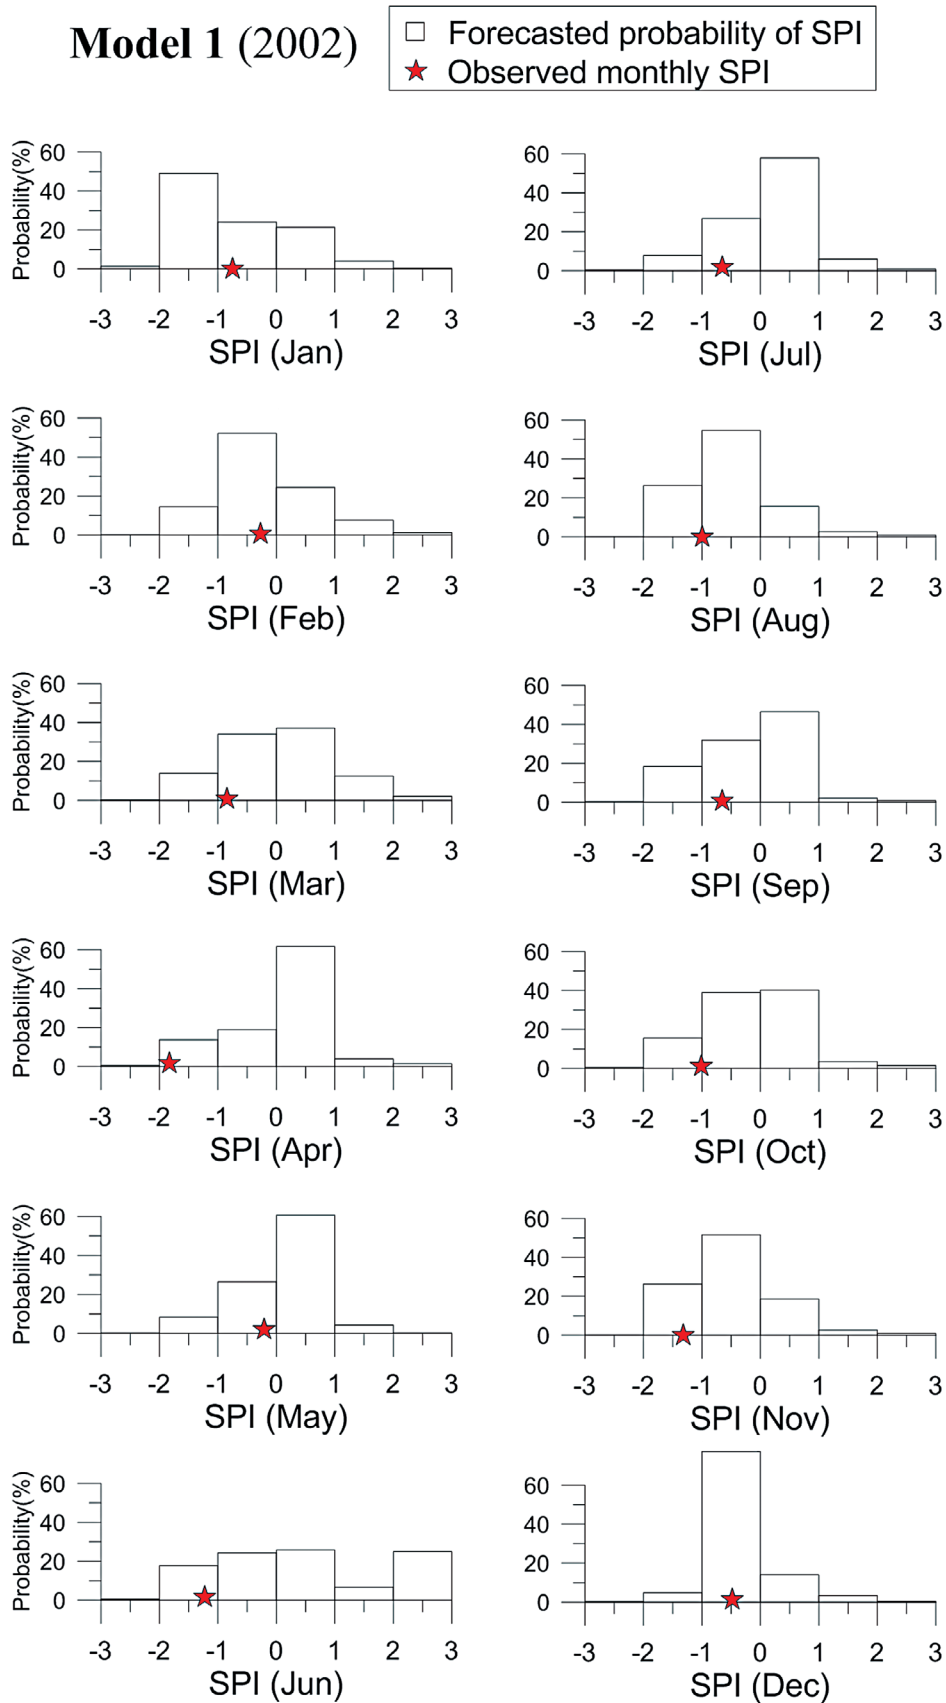 Model 1 (2002)
Forecasted probability of SPI
Observed monthly SPI
Probability(%)
60
40
20
0
-3 -2 -1 0 1 2 3
SPI (Jan)
60
40
20
0
-3 -2 -1 0 1 2 3
SPI (Jul)
Probability(%)
60
40
20
0
-3 -2 -1 0 1 2 3
SPI (Feb)
60
40
20
0
-3 -2 -1 0 1 2 3
SPI (Aug)
Probability(%)
60
40
20
0
-3 -2 -1 0 1 2 3
SPI (Mar)
60
40
20
0
-3 -2 -1 0 1 2 3
SPI (Sep)
Probability(%)
60
40
20
0
-3 -2 -1 0 1 2 3
SPI (Apr)
60
40
20
0
-3 -2 -1 0 1 2 3
SPI (Oct)
Probability(%)
60
40
20
0
-3 -2 -1 0 1 2 3
SPI (May)
60
40
20
0
-3 -2 -1 0 1 2 3
SPI (Nov)
Probability(%)
60
40
20
0
-3 -2 -1 0 1 2 3
SPI (Jun)
60
40
20
0
-3 -2 -1 0 1 2 3
SPI (Dec)